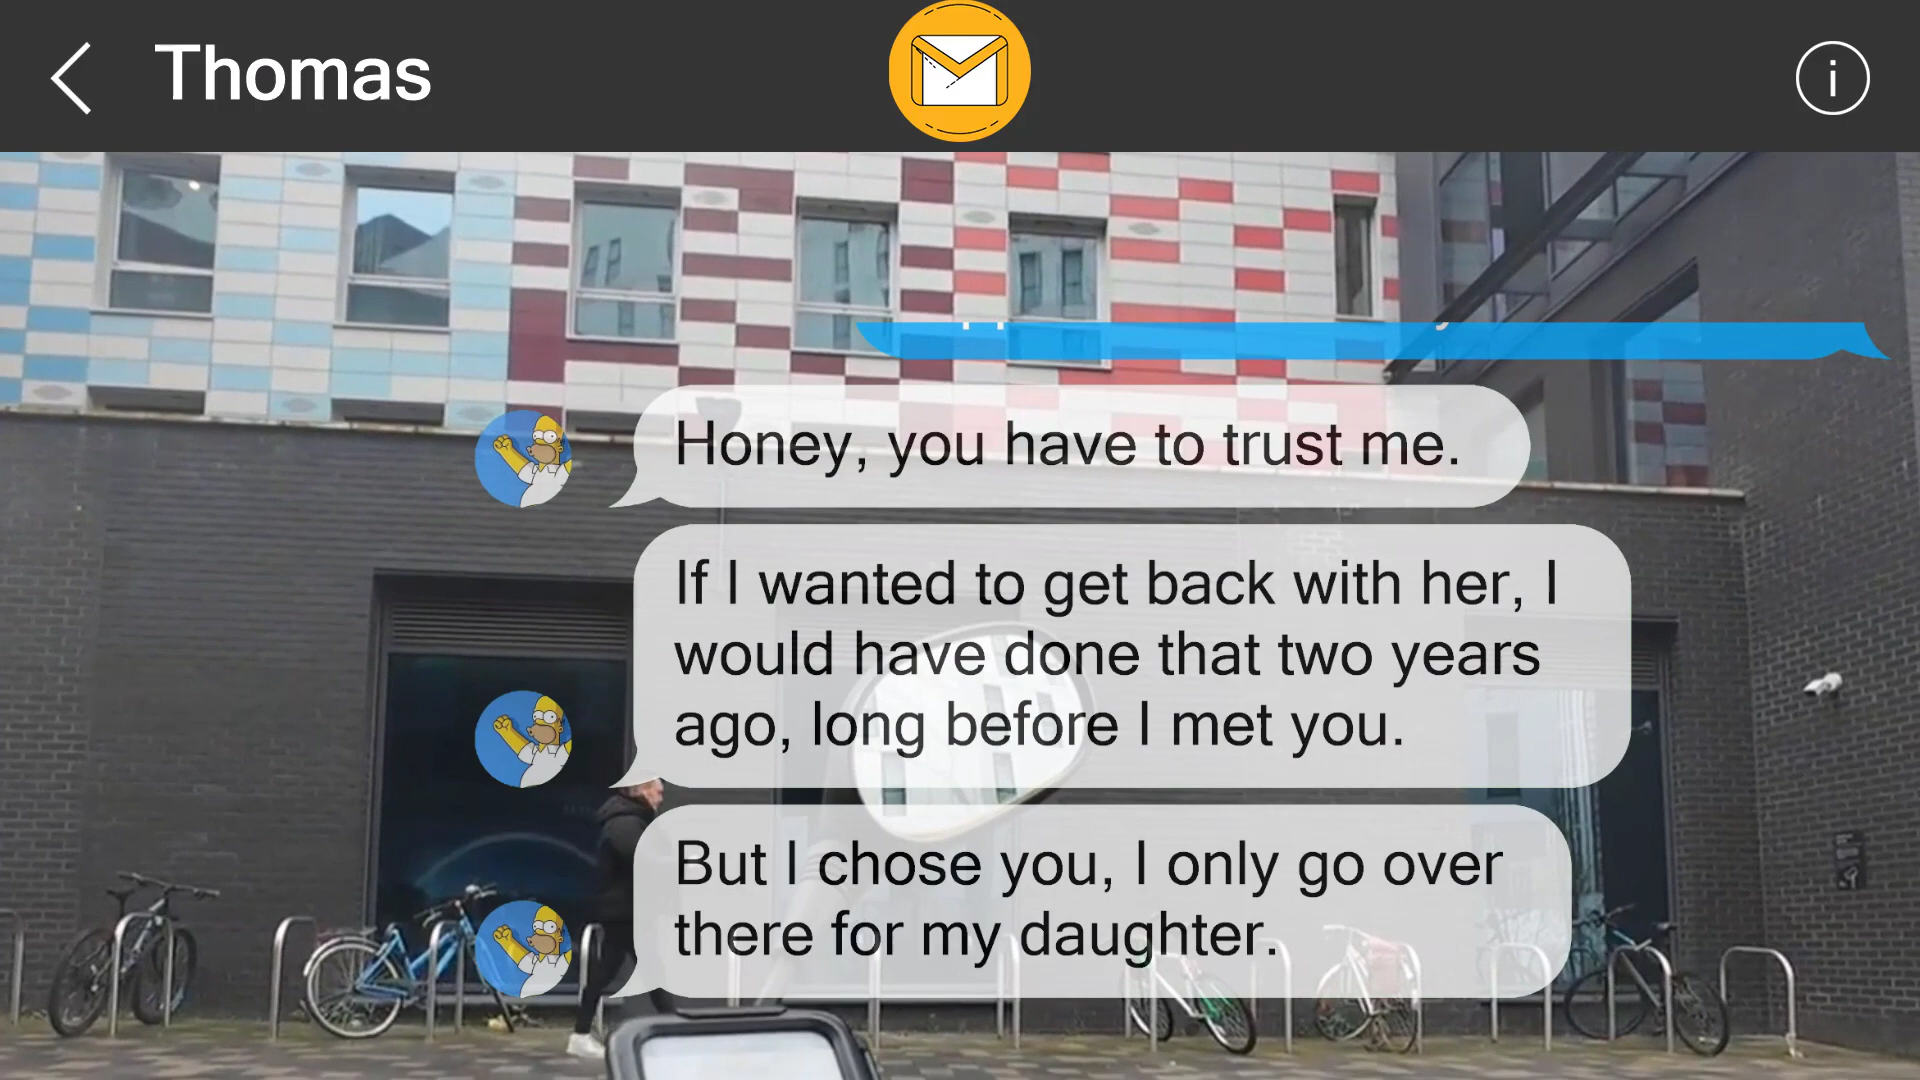 Thomas
i
Honey, you have to trust me.
If I wanted to get back with her, I
would have done that two years
ago, long before I met you.
But I chose you, I only go over
there for my daughter.